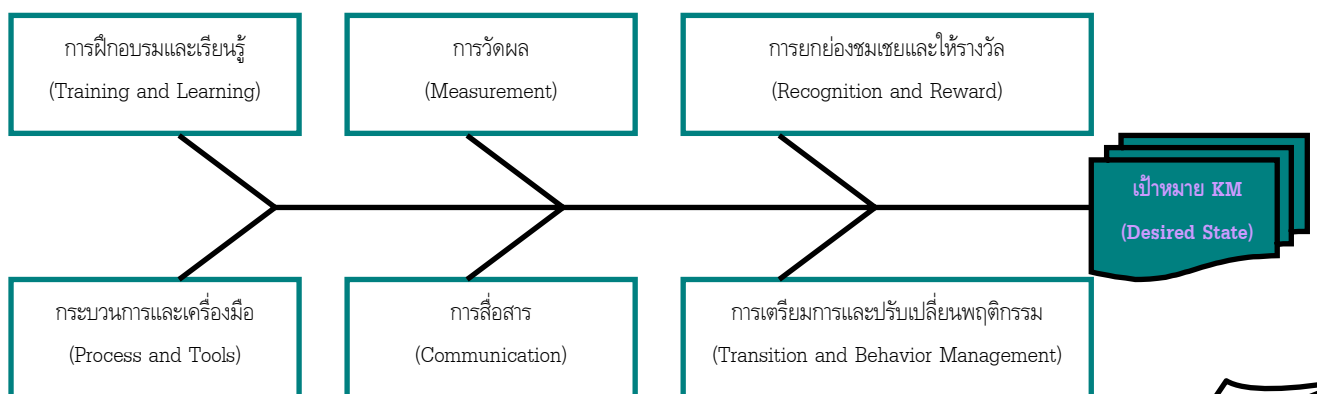 การฝึกอบรมและเรียนรู้
(Training and Learning)
การวัดผล
(Measurement)
การยกย่องชมเชยและให้รางวัล
(Recognition and Reward)
เป้าหมาย KM
(Desired State)
กระบวนการและเครื่องมือ
(Process and Tools)
การสื่อสาร
(Communication)
การเตรียมการและปรับเปลี่ยนพฤติกรรม
(Transition and Behavior Management)